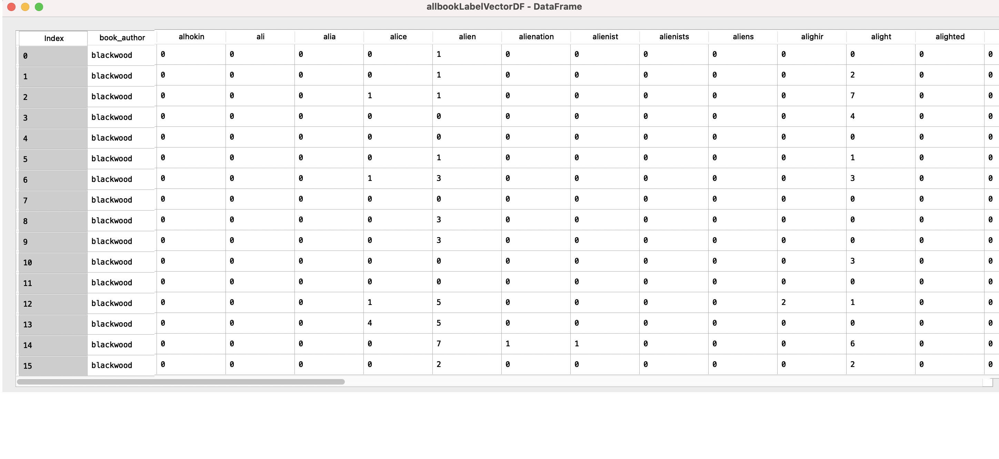 allbookLabelVectorDF - DataFrame
Index book_author alhokin ali alia alice alien alienation alienist alienists aliens alighir alight alighted
0 blackwood 0 0 0 0 1 0 0 0 0 0 0 0 0
1 blackwood 0 0 0 0 1 0 0 0 0 0 2 0 0
2 blackwood 0 0 0 1 1 0 0 0 0 0 7 0 0
3 blackwood 0 0 0 0 0 0 0 0 0 0 4 0 0
4 blackwood 0 0 0 0 0 0 0 0 0 0 0 0 0
5 blackwood 0 0 0 0 1 0 0 0 0 0 1 0 0
6 blackwood 0 0 0 1 3 0 0 0 0 0 3 0 0
7 blackwood 0 0 0 0 0 0 0 0 0 0 0 0 0
8 blackwood 0 0 0 0 3 0 0 0 0 0 0 0 0
9 blackwood 0 0 0 0 3 0 0 0 0 0 0 0 0
10 blackwood 0 0 0 0 0 0 0 0 0 0 3 0 0
11 blackwood 0 0 0 0 0 0 0 0 0 0 0 0 0
12 blackwood 0 0 0 1 5 0 0 0 0 2 1 0 0
13 blackwood 0 0 0 4 5 0 0 0 0 0 0 0 0
14 blackwood 0 0 0 0 7 1 1 0 0 0 6 0 0
15 blackwood 0 0 0 0 2 0 0 0 0 0 2 0 0